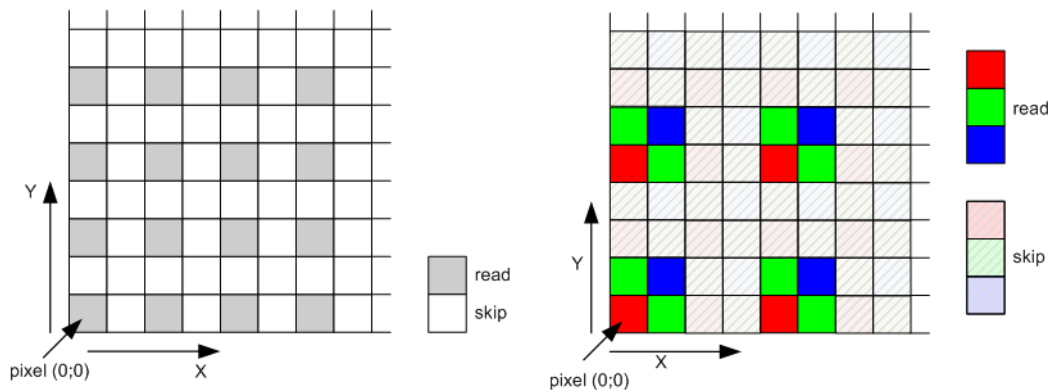 Y
read
skip
pixel (0;0)
X
read
skip
Y
X
pixel (0;0)